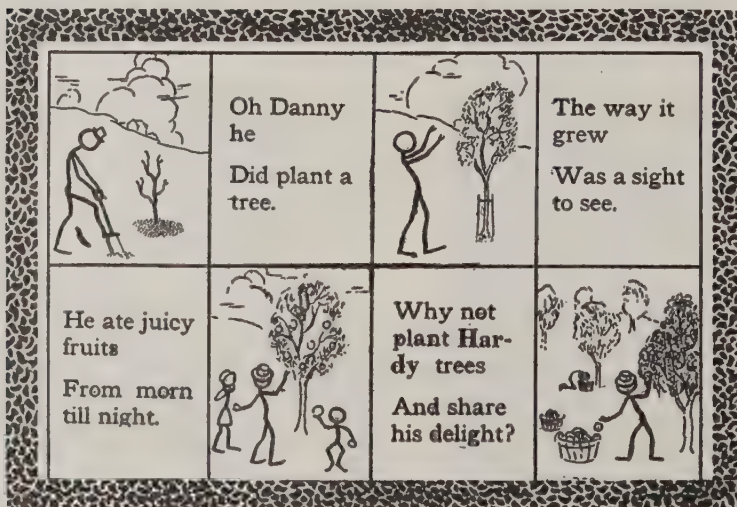 Oh Danny
he
Did plant a
tree.
The way it
grew
Was a sight
to see.
He ate juicy
fruits
From morn
till night.
Why not
plant Har-
dy trees
And share
his delight?